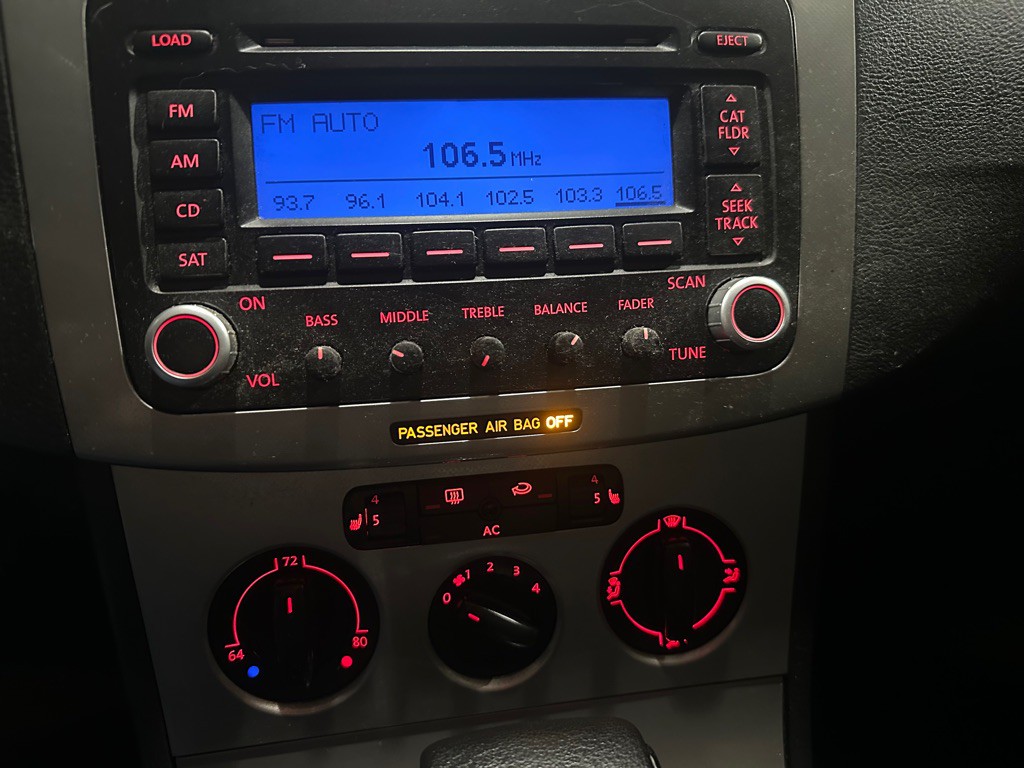 LOAD
EJECT
FM
AM
CD
SAT
FM AUTO
106.5 MHz
93.7 96.1 104.1 102.5 103.3 106.5
CAT
FLDR
SEEK
TRACK
ON
VOL
BASS
MIDDLE
TREBLE
BALANCE
FADER
SCAN
TUNE
PASSENGER AIR BAG OFF
4
5
AC
4
5
64
72
80
0
1
2
3
4